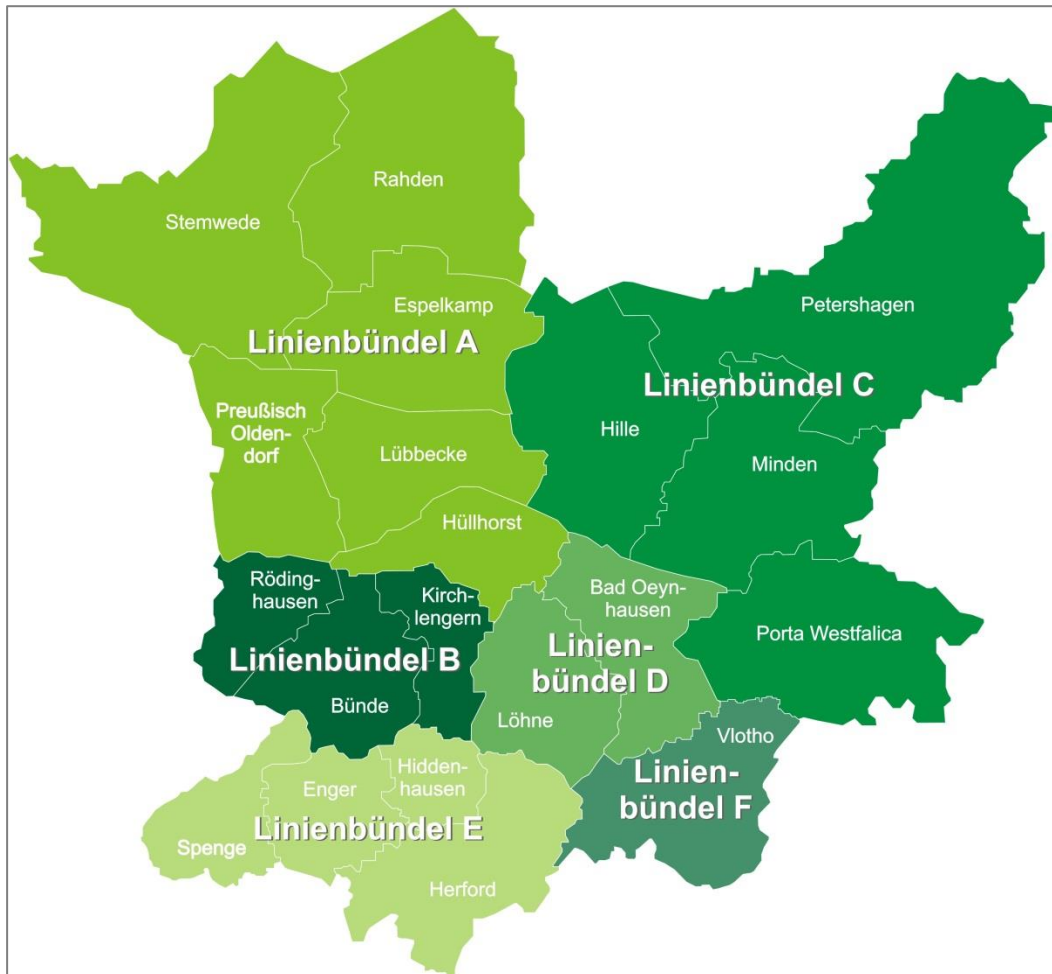 Rahden
Stemwede
Espelkamp
Petershagen
Linienbündel A
Linienbündel C
Preußisch
Olden-
dorf
Hille
Lübbecke
Minden
Hüllhorst
Röding-
hausen
Kirch-
lengern
Bad Oeyn-
hausen
Porta Westfalica
Linienbündel B
Linien-
bündel D
Bünde
Löhne
Vlotho
Hidden-
hausen
Linien-
bündel F
Enger
Linienbündel E
Spenge
Herford